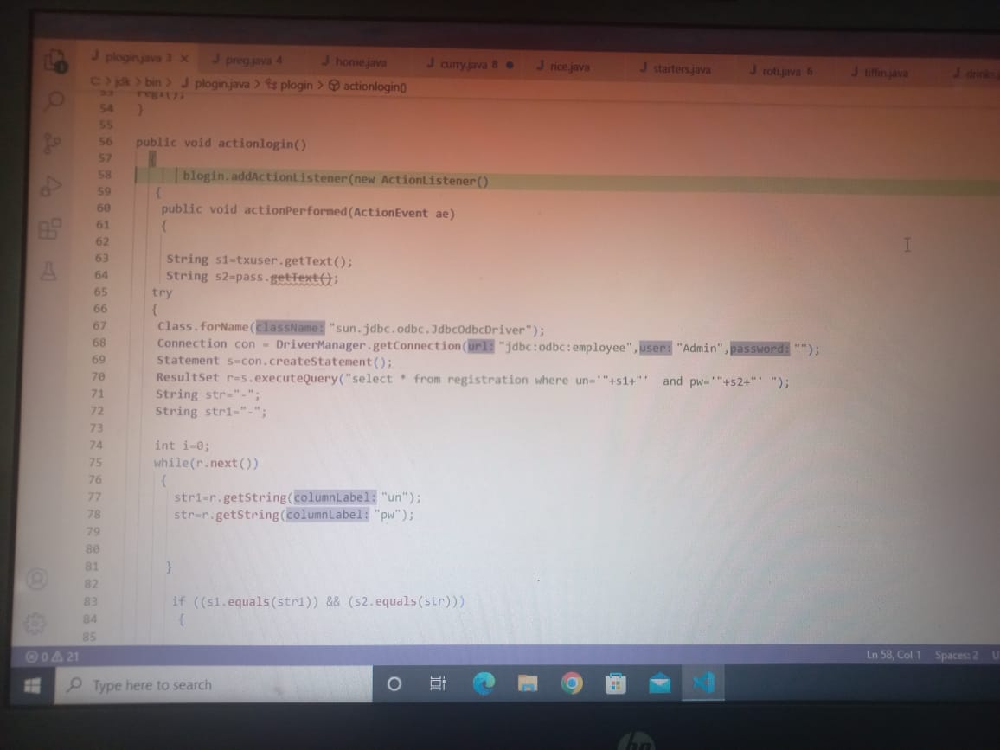 plogin.java 3 × preg.java 4 home.java curry.java 8 ● rice.java starters.java roti.java 6 tiffin.java
C: > jdk > bin > plogin.java > plogin > actionlogin()
53
54 }
55
56 public void actionlogin()
57 {
58 blogin.addActionListener(new ActionListener()
59 {
60 public void actionPerformed(ActionEvent ae)
61 {
62
63 String s1=txuser.getText();
64 String s2=pass.getText();
65 try
66 {
67 Class.forName(className: "sun.jdbc.odbc.JdbcOdbcDriver");
68 Connection con = DriverManager.getConnection(url: "jdbc:odbc:employee",user: "Admin",password: "");
69 Statement s=con.createStatement();
70 ResultSet r=s.executeQuery("select * from registration where un='"+s1+"' and pw='"+s2+"' ");
71 String str="-";
72 String str1="-";
73
74 int i=0;
75 while(r.next())
76 {
77 str1=r.getString(columnLabel: "un");
78 str=r.getString(columnLabel: "pw");
79
80
81 }
82
83 if ((s1.equals(str1)) && (s2.equals(str)))
84 {
85
0 21 Ln 58, Col 1 Spaces: 2
Type here to search
hp